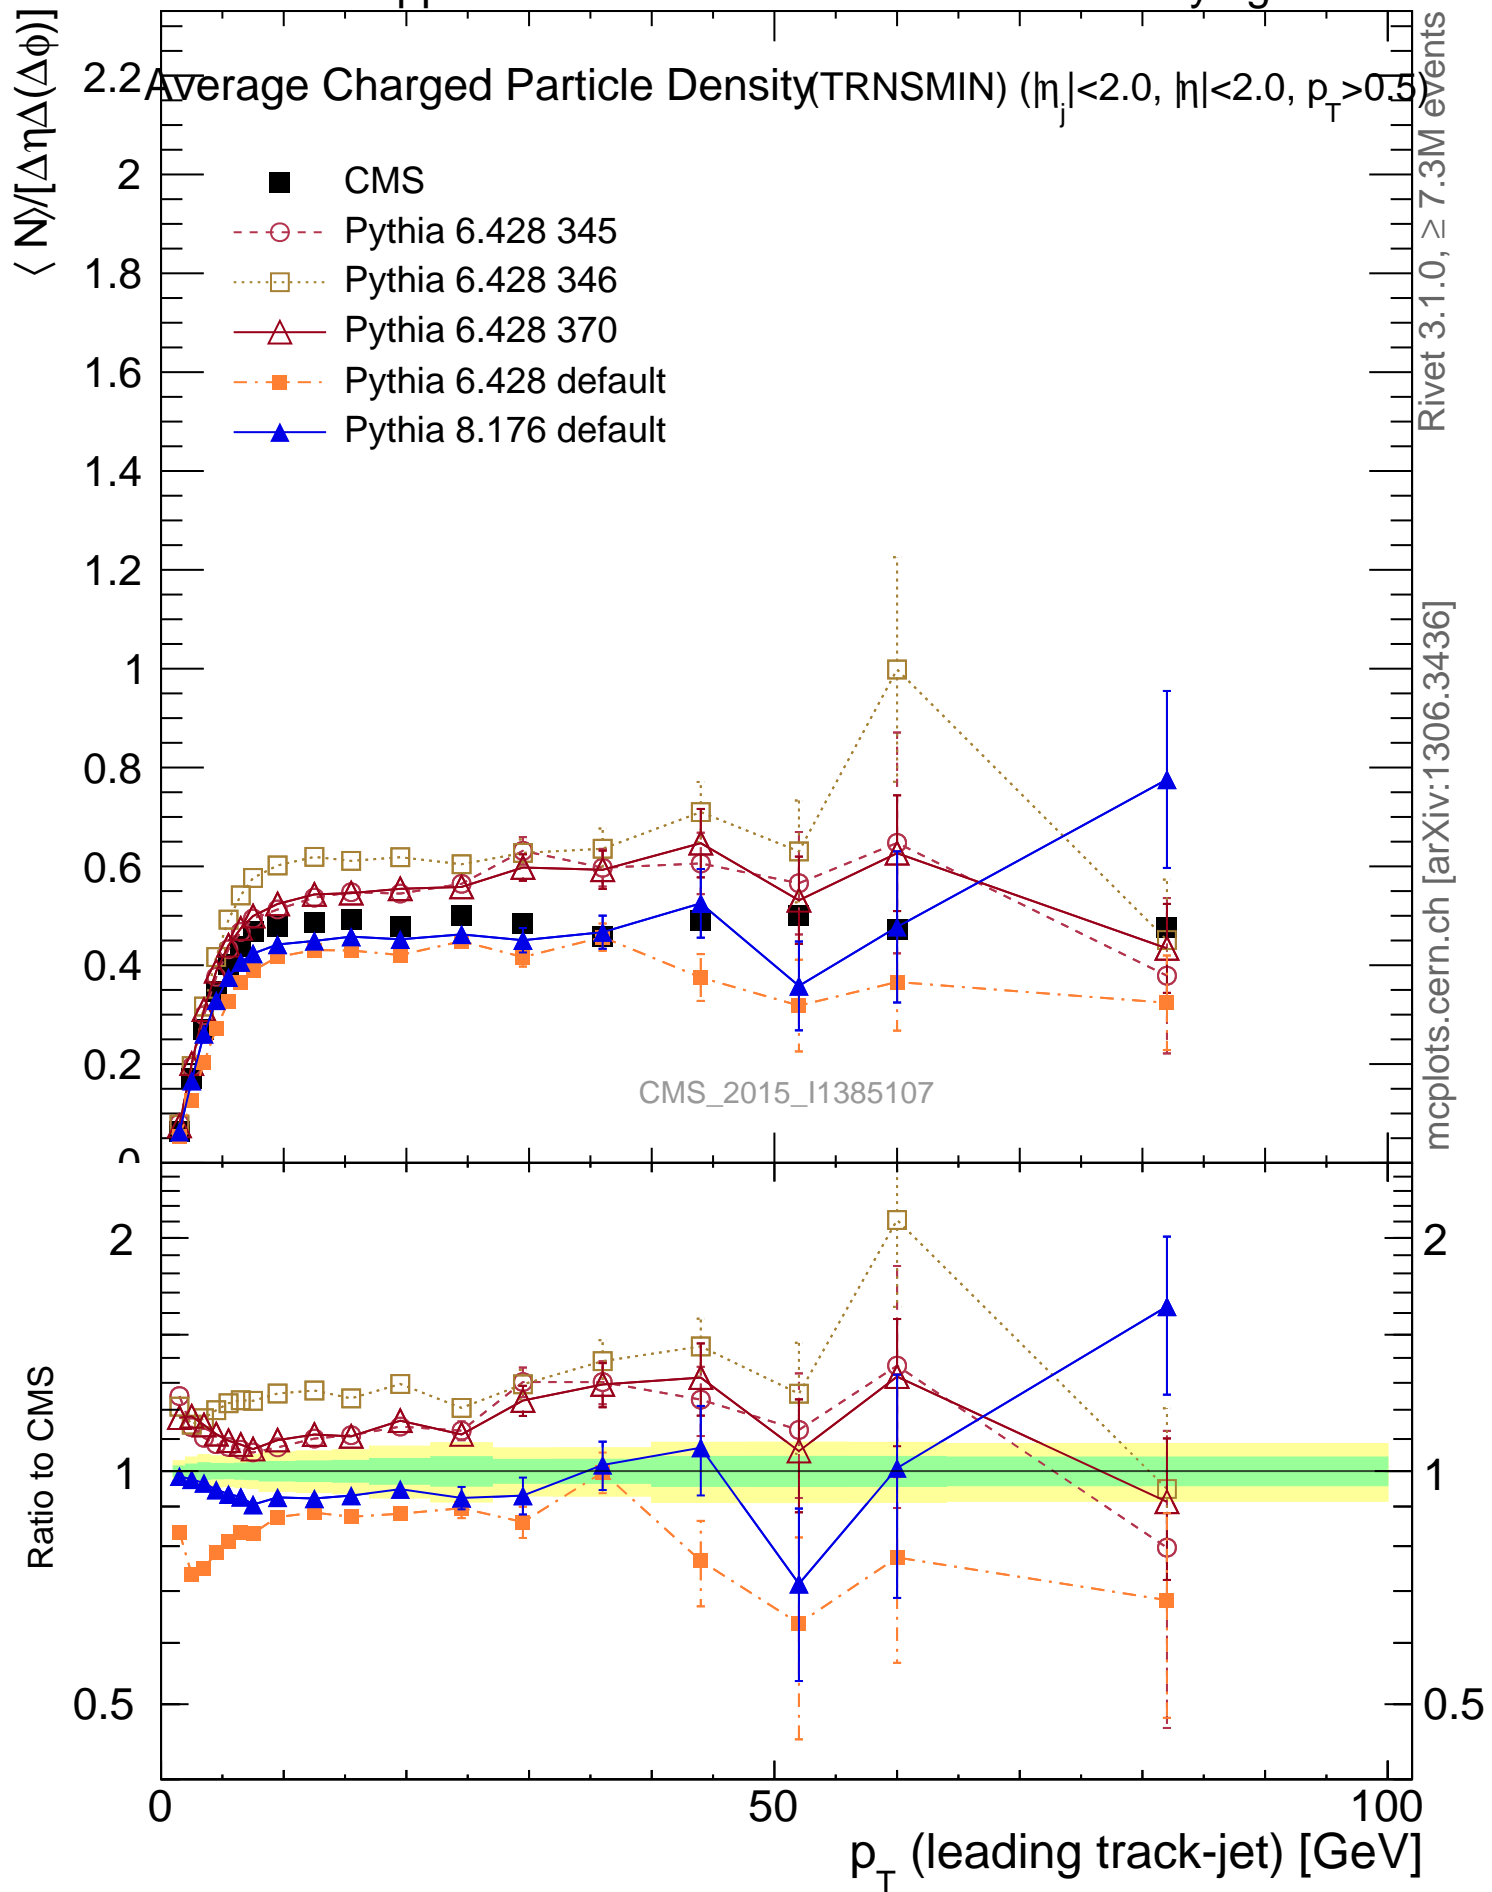 Average Charged Particle Density (TRNSMIN) (|η_j|<2.0, |η|<2.0, p_T>0.5)
⟨ N⟩/[ΔηΔ(Δϕ)]
2.2
2
1.8
1.6
1.4
1.2
1
0.8
0.6
0.4
0.2
0
CMS
Pythia 6.428 345
Pythia 6.428 346
Pythia 6.428 370
Pythia 6.428 default
Pythia 8.176 default
CMS_2015_I1385107
Rivet 3.1.0, ≥ 7.3M events
mcplots.cern.ch [arXiv:1306.3436]
Ratio to CMS
2
1
0.5
2
1
0.5
0
50
100
p_T (leading track-jet) [GeV]